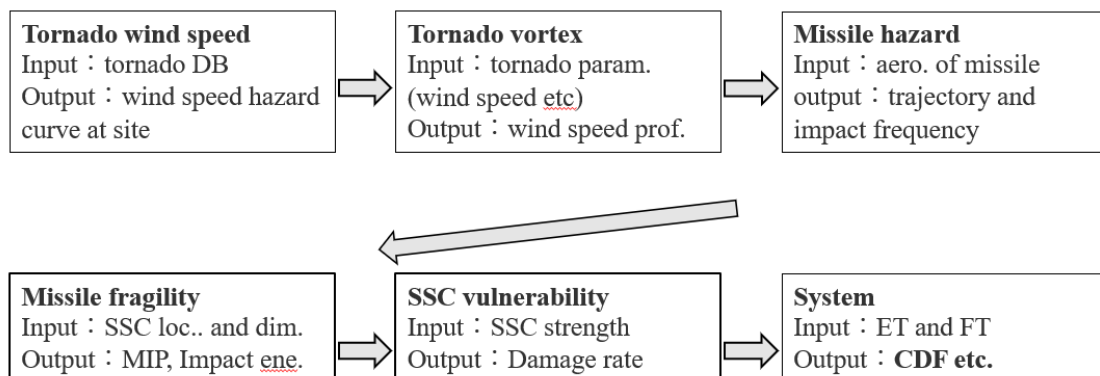 Tornado wind speed
Input：tornado DB
Output：wind speed hazard
curve at site
Tornado vortex
Input：tornado param.
(wind speed etc)
Output：wind speed prof.
Missile hazard
Input：aero. of missile
output：trajectory and
impact frequency
Missile fragility
Input：SSC loc.. and dim.
Output：MIP, Impact ene.
SSC vulnerability
Input：SSC strength
Output：Damage rate
System
Input：ET and FT
Output：CDF etc.